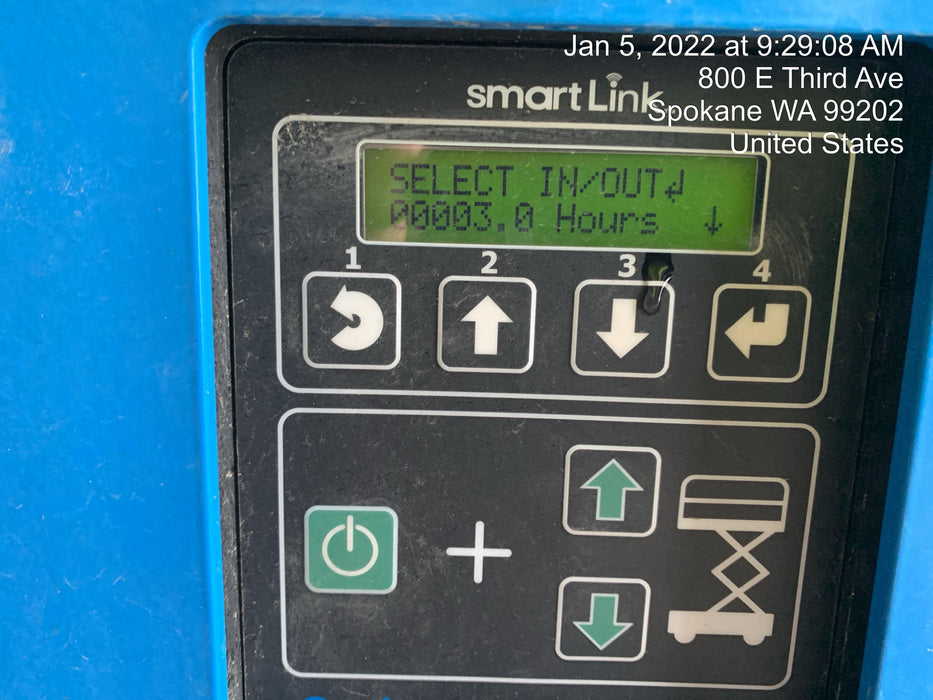 Jan 5, 2022 at 9:29:08 AM
800 E Third Ave
Spokane WA 99202
United States
smartLink
SELECT IN/OUT↲
00003.0 Hours ↓
1 2 3 4